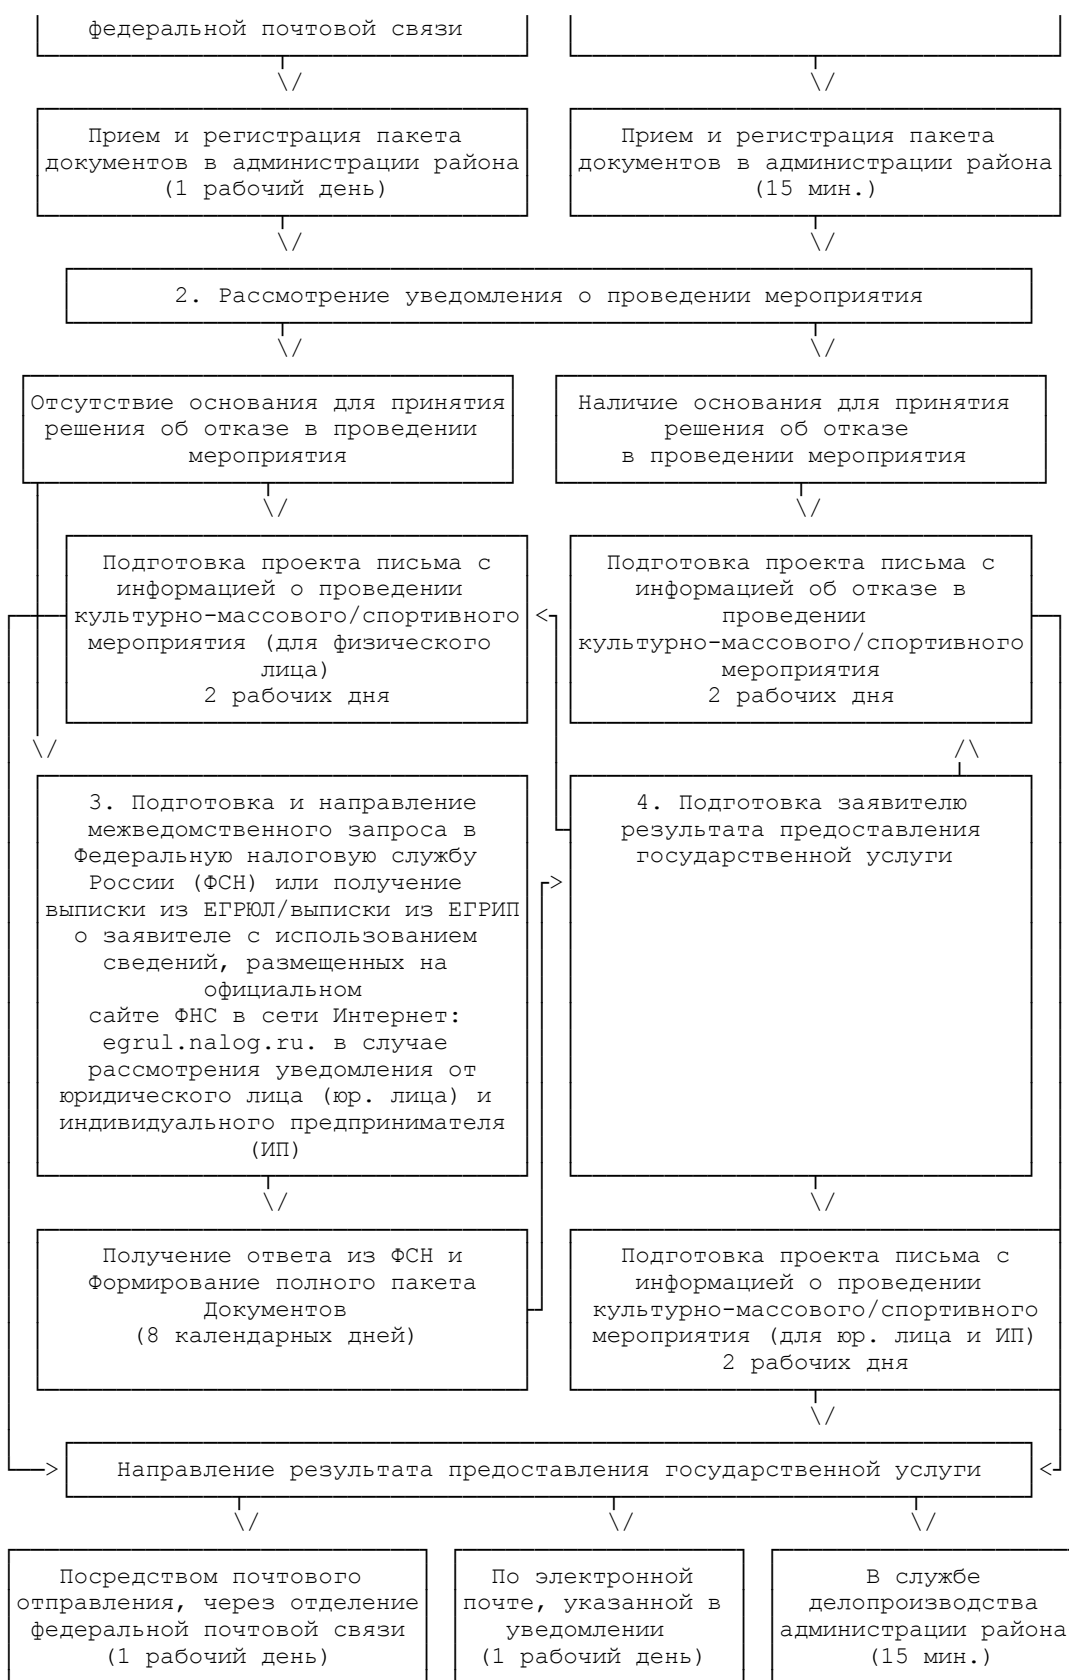 федеральной почтовой связи
\/
\/
Прием и регистрация пакета
документов в администрации района
(1 рабочий день)
Прием и регистрация пакета
документов в администрации района
(15 мин.)
\/
\/
2. Рассмотрение уведомления о проведении мероприятия
\/
\/
Отсутствие основания для принятия
решения об отказе в проведении
мероприятия
Наличие основания для принятия
решения об отказе
в проведении мероприятия
\/
\/
Подготовка проекта письма с
информацией о проведении
культурно-массового/спортивного
мероприятия (для физического
лица)
2 рабочих дня
<
Подготовка проекта письма с
информацией об отказе в
проведении
культурно-массового/спортивного
мероприятия
2 рабочих дня
\/
/\
3. Подготовка и направление
межведомственного запроса в
Федеральную налоговую службу
России (ФСН) или получение
выписки из ЕГРЮЛ/выписки из ЕГРИП
о заявителе с использованием
сведений, размещенных на
официальном
сайте ФНС в сети Интернет:
egrul.nalog.ru. в случае
рассмотрения уведомления от
юридического лица (юр. лица) и
индивидуального предпринимателя
(ИП)
>
4. Подготовка заявителю
результата предоставления
государственной услуги
\/
\/
Получение ответа из ФСН и
Формирование полного пакета
Документов
(8 календарных дней)
Подготовка проекта письма с
информацией о проведении
культурно-массового/спортивного
мероприятия (для юр. лица и ИП)
2 рабочих дня
\/
>
Направление результата предоставления государственной услуги
<
\/
\/
\/
Посредством почтового
отправления, через отделение
федеральной почтовой связи
(1 рабочий день)
По электронной
почте, указанной в
уведомлении
(1 рабочий день)
В службе
делопроизводства
администрации района
(15 мин.)